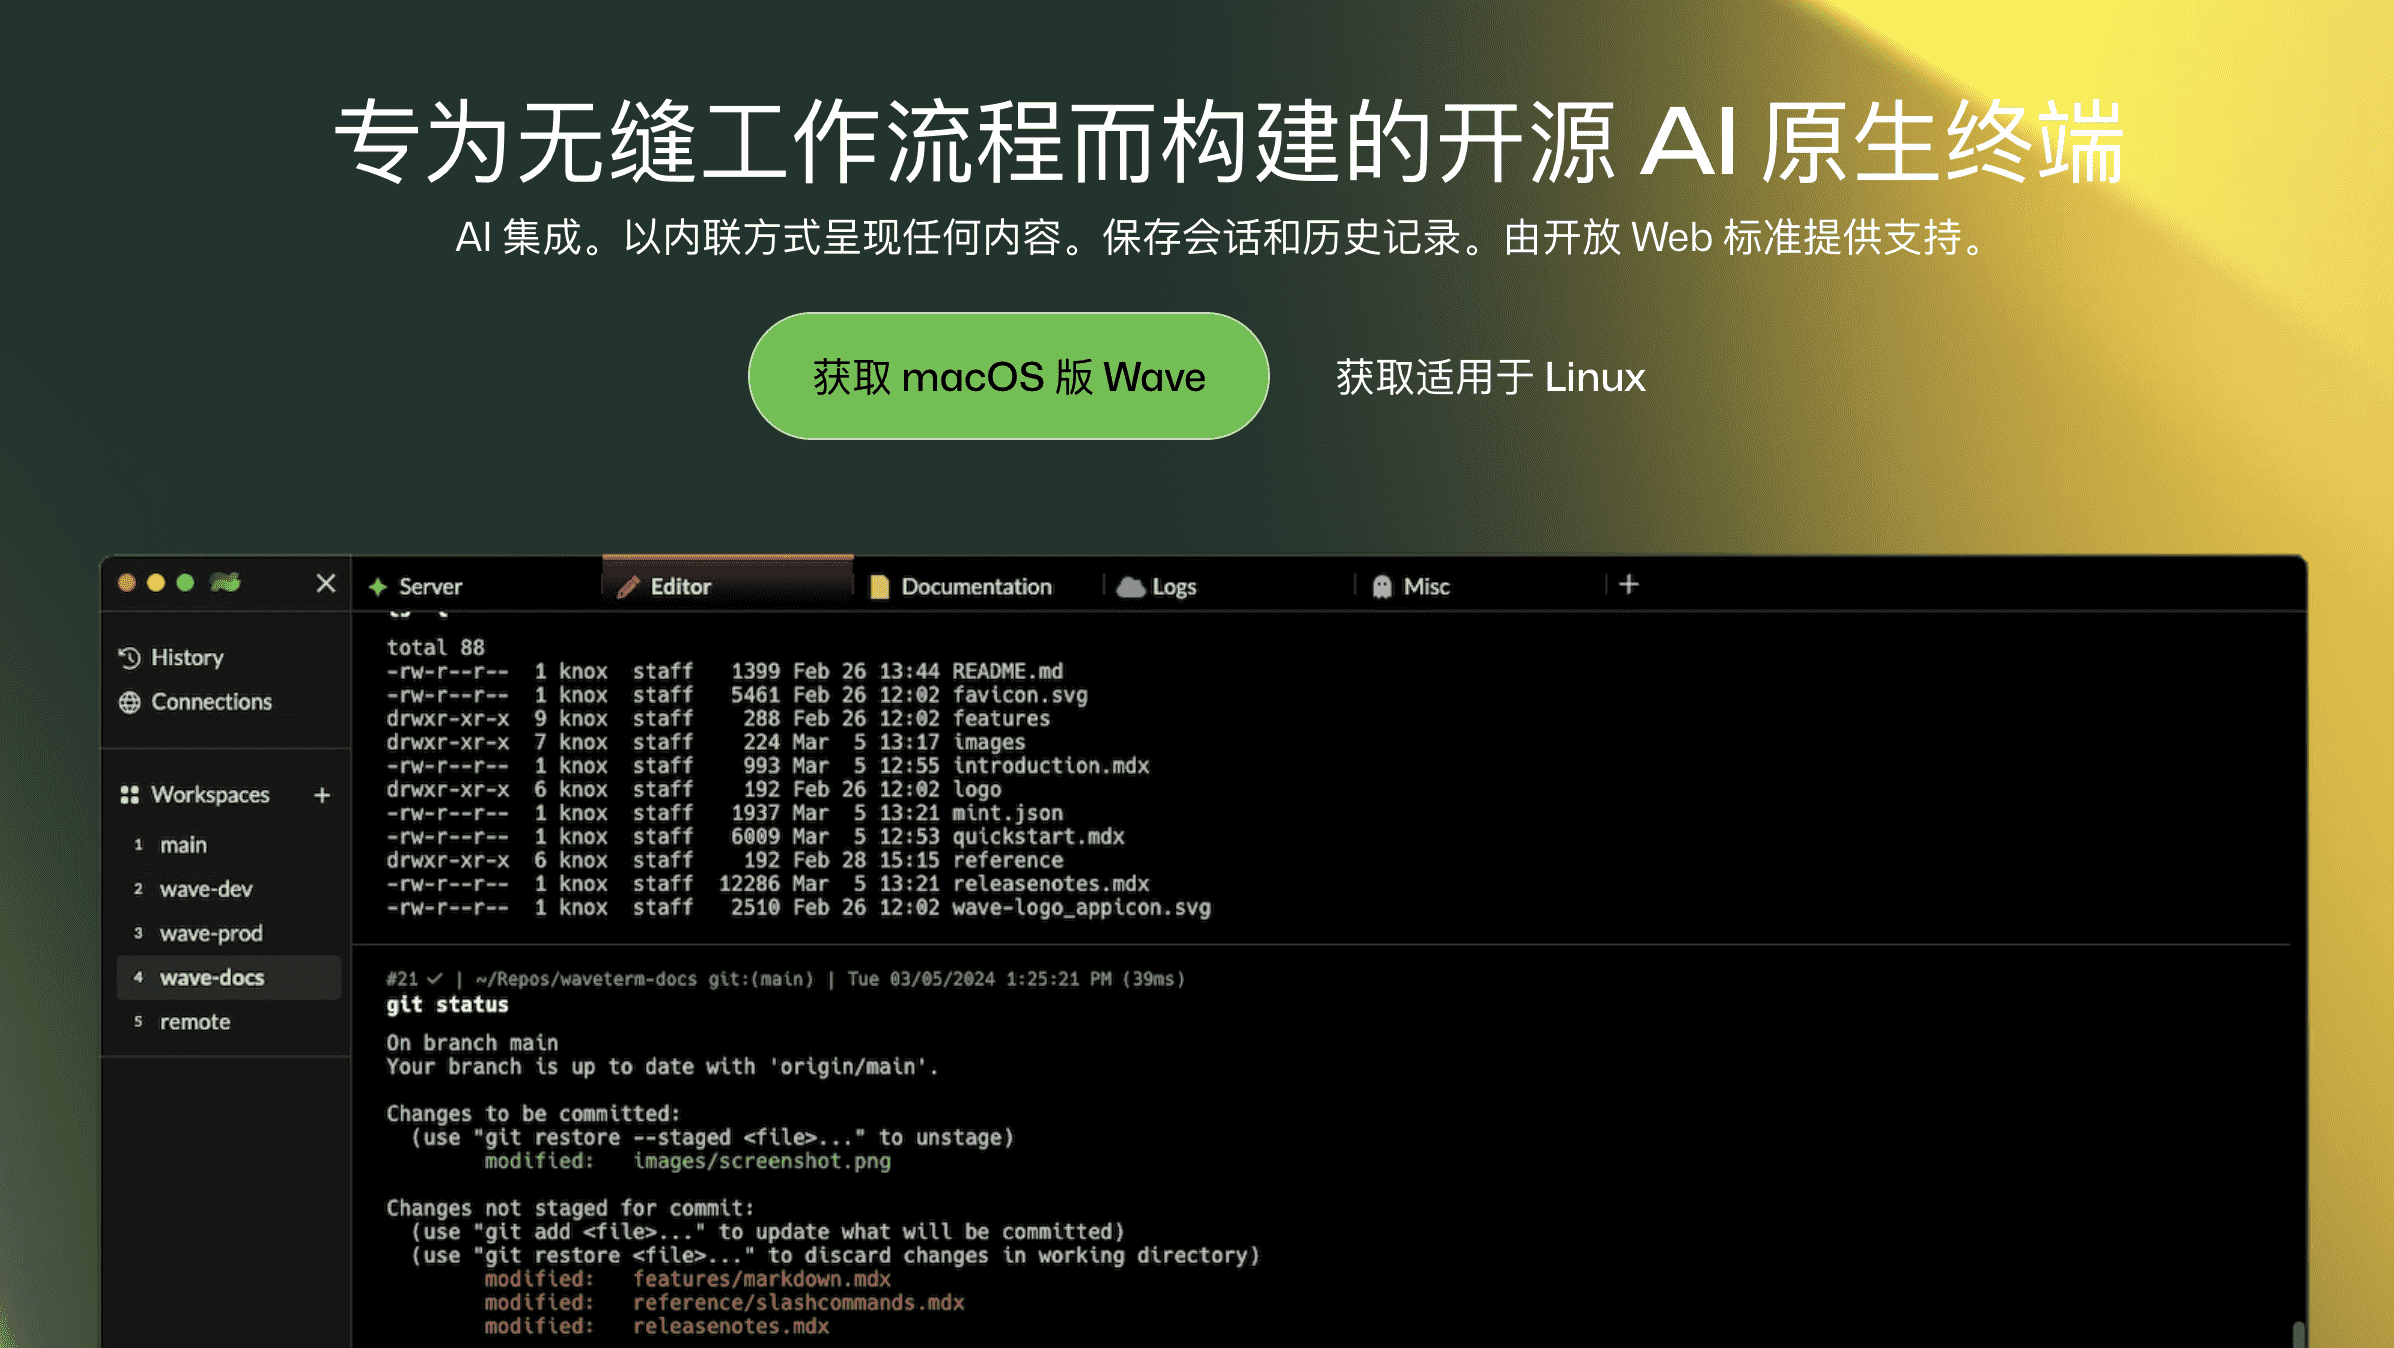 专为无缝工作流程而构建的开源 AI 原生终端
AI 集成。以内联方式呈现任何内容。保存会话和历史记录。由开放 Web 标准提供支持。
获取 macOS 版 Wave
获取适用于 Linux
Server
Editor
Documentation
Logs
Misc
+
History
Connections
Workspaces +
1 main
2 wave-dev
3 wave-prod
4 wave-docs
5 remote
total 88
-rw-r--r-- 1 knox staff 1399 Feb 26 13:44 README.md
-rw-r--r-- 1 knox staff 5461 Feb 26 12:02 favicon.svg
drwxr-xr-x 9 knox staff 288 Feb 26 12:02 features
drwxr-xr-x 7 knox staff 224 Mar 5 13:17 images
-rw-r--r-- 1 knox staff 993 Mar 5 12:55 introduction.mdx
drwxr-xr-x 6 knox staff 192 Feb 26 12:02 logo
-rw-r--r-- 1 knox staff 1937 Mar 5 13:21 mint.json
-rw-r--r-- 1 knox staff 6009 Mar 5 12:53 quickstart.mdx
drwxr-xr-x 6 knox staff 192 Feb 28 15:15 reference
-rw-r--r-- 1 knox staff 12286 Mar 5 13:21 releasenotes.mdx
-rw-r--r-- 1 knox staff 2510 Feb 26 12:02 wave-logo_appicon.svg
#21 ✓ | ~/Repos/waveterm-docs git:(main) | Tue 03/05/2024 1:25:21 PM (39ms)
git status
On branch main
Your branch is up to date with 'origin/main'.
Changes to be committed:
(use "git restore --staged <file>..." to unstage)
modified: images/screenshot.png
Changes not staged for commit:
(use "git add <file>..." to update what will be committed)
(use "git restore <file>..." to discard changes in working directory)
modified: features/markdown.mdx
modified: reference/slashcommands.mdx
modified: releasenotes.mdx